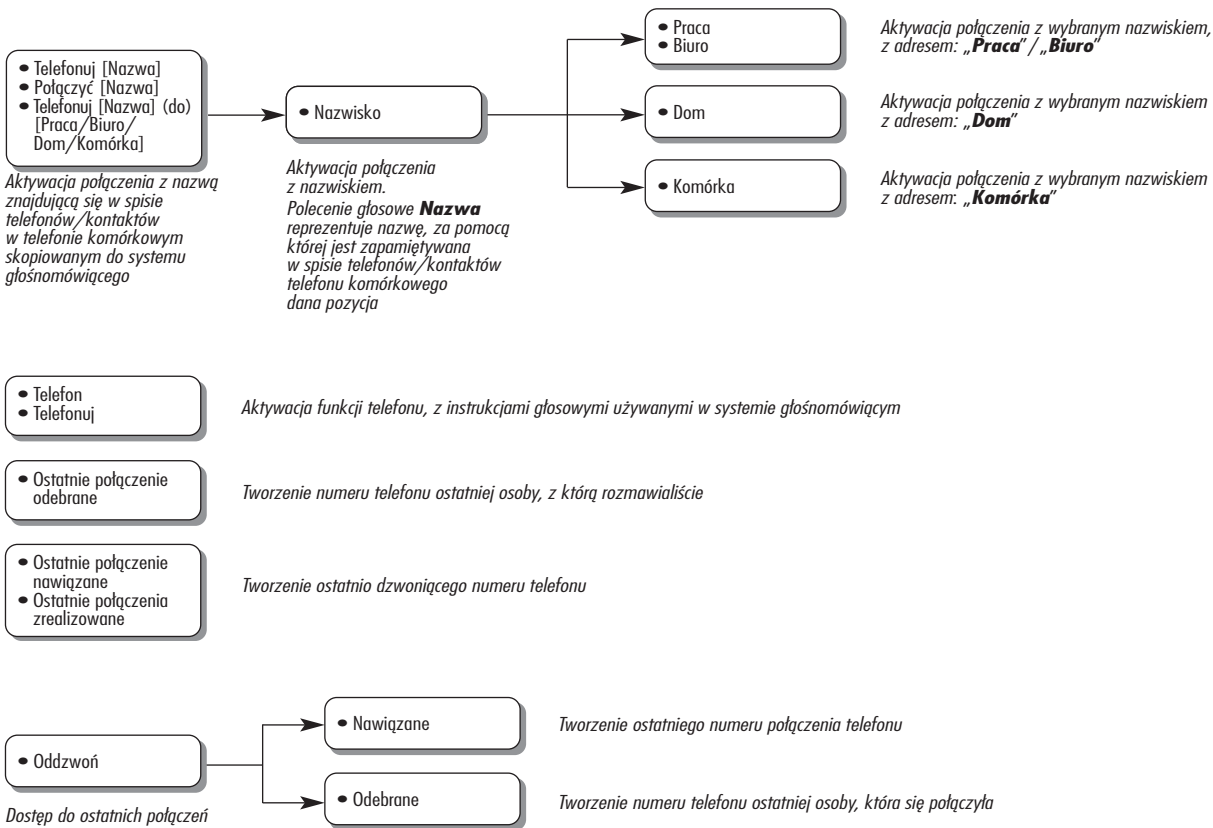 • Telefonuj [Nazwa]
• Połączyć [Nazwa]
• Telefonuj [Nazwa] (do)
[Praca/Biuro/
Dom/Komórka]
Aktywacja połączenia z nazwą
znajdującą się w spisie
telefonów/kontaktów
w telefonie komórkowym
skopiowanym do systemu
głośnomówiącego
• Nazwisko
Aktywacja połączenia
z nazwiskiem.
Polecenie głosowe Nazwa
reprezentuje nazwę, za pomocą
której jest zapamiętywana
w spisie telefonów/kontaktów
telefonu komórkowego
dana pozycja
• Praca
• Biuro
Aktywacja połączenia z wybranym nazwiskiem,
z adresem: „Praca”/„Biuro”
• Dom
Aktywacja połączenia z wybranym nazwiskiem
z adresem: „Dom”
• Komórka
Aktywacja połączenia z wybranym nazwiskiem
z adresem: „Komórka”
• Telefon
• Telefonuj
Aktywacja funkcji telefonu, z instrukcjami głosowymi używanymi w systemie głośnomówiącym
• Ostatnie połączenie
odebrane
Tworzenie numeru telefonu ostatniej osoby, z którą rozmawialiście
• Ostatnie połączenie
nawiązane
• Ostatnie połączenia
zrealizowane
Tworzenie ostatnio dzwoniącego numeru telefonu
• Oddzwoń
Dostęp do ostatnich połączeń
• Nawiązane
Tworzenie ostatniego numeru połączenia telefonu
• Odebrane
Tworzenie numeru telefonu ostatniej osoby, która się połączyła